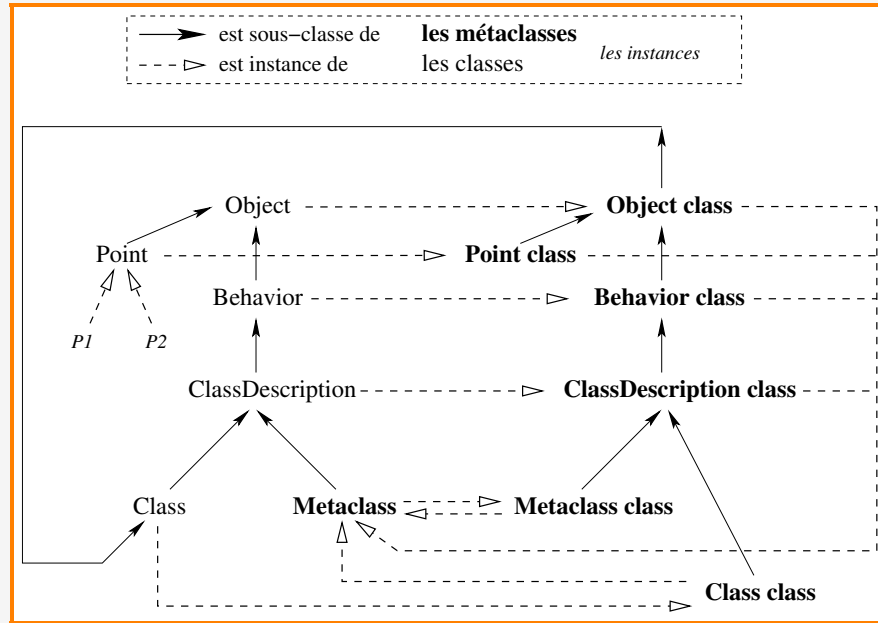 est sous−classe de les métaclasses
est instance de les classes les instances
Object Object class
Point Point class
Behavior Behavior class
P1 P2
ClassDescription ClassDescription class
Class Metaclass Metaclass class
Class class